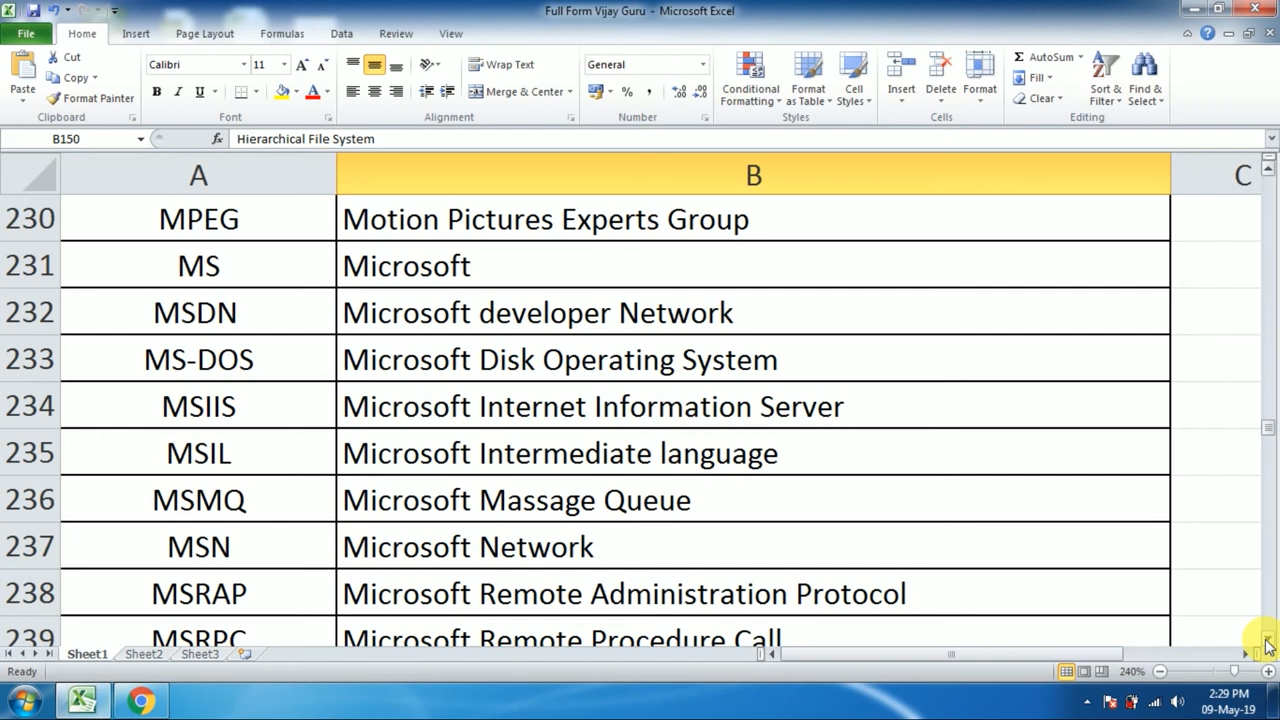 Full Form Vijay Guru - Microsoft Excel
File Home Insert Page Layout Formulas Data Review View
Cut
Copy
Format Painter
Paste
Clipboard
Calibri 11
B I U
Font
Wrap Text
Merge & Center
Alignment
General
%
Number
Conditional Formatting
Format as Table
Cell Styles
Styles
Insert
Delete
Format
Cells
AutoSum
Fill
Clear
Sort & Filter
Find & Select
Editing
B150 fx Hierarchical File System
A B C
230 MPEG Motion Pictures Experts Group
231 MS Microsoft
232 MSDN Microsoft developer Network
233 MS-DOS Microsoft Disk Operating System
234 MSIIS Microsoft Internet Information Server
235 MSIL Microsoft Intermediate language
236 MSMQ Microsoft Massage Queue
237 MSN Microsoft Network
238 MSRAP Microsoft Remote Administration Protocol
239 MSRPC Microsoft Remote Procedure Call
Sheet1 Sheet2 Sheet3
Ready 240%
2:29 PM
09-May-19